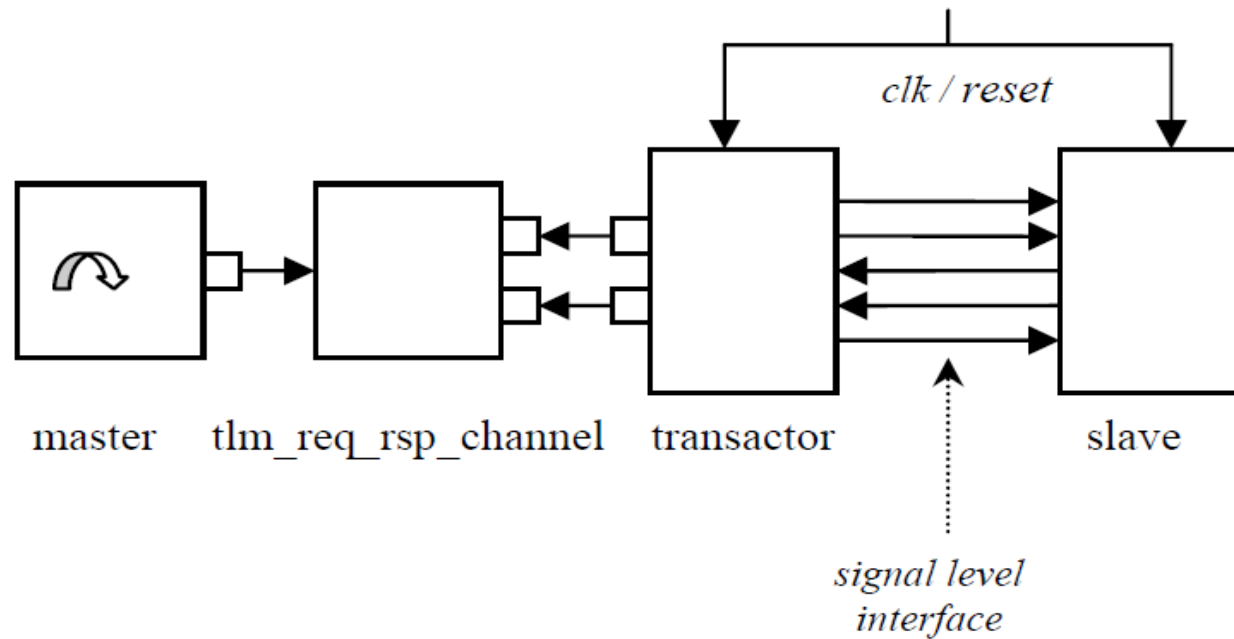 clk / reset
master
tlm_req_rsp_channel
transactor
slave
signal level
interface